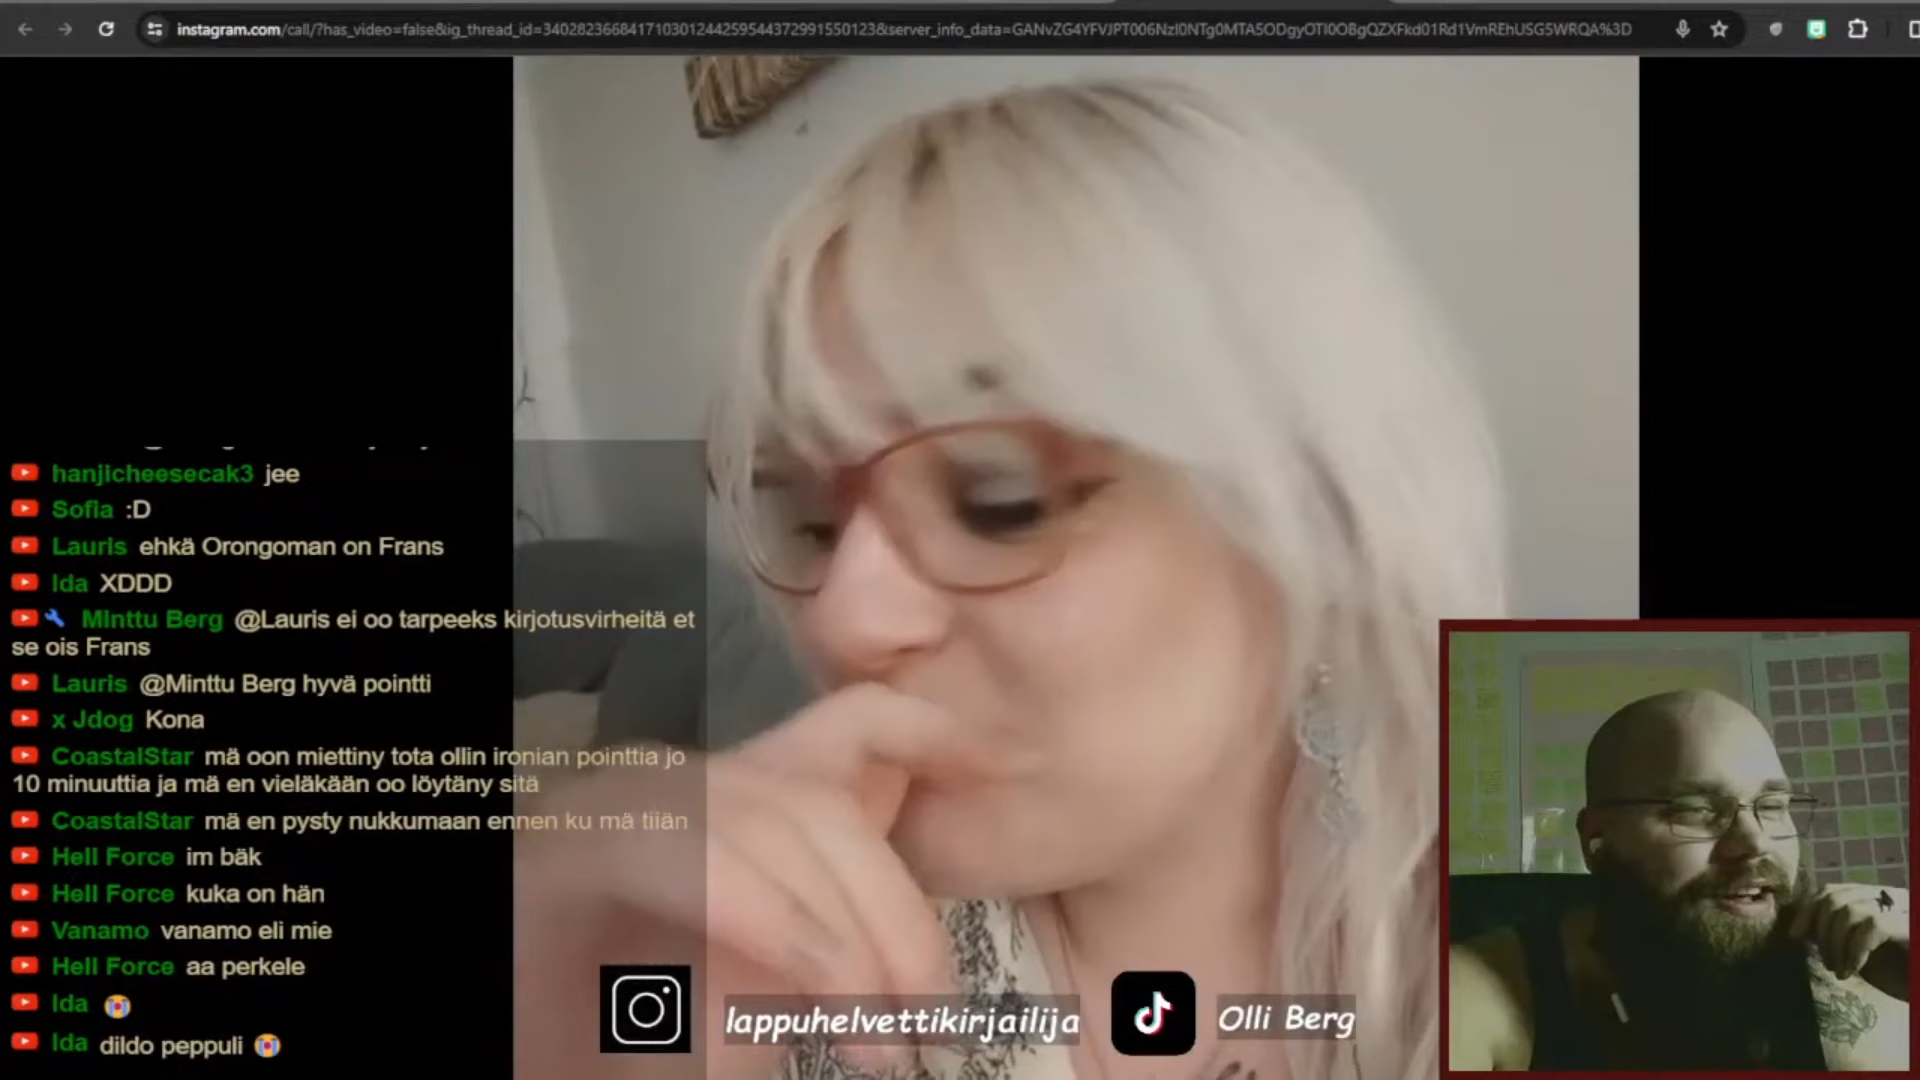 instagram.com/call/?has_video=false&ig_thread_id=34028236684171030124425954437299155​0123&server_info_data=GANvZG4YFVJPT006NzI0NTg0MTA5ODgyOTI0OBgQZXFkd01Rd1VmREhUSG5WRQA%3D
hanjicheesecak3 jee
Sofia :D
Lauris ehkä Orongoman on Frans
Ida XDDD
Minttu Berg @Lauris ei oo tarpeeks kirjotusvirheitä et
se ois Frans
Lauris @Minttu Berg hyvä pointti
x Jdog Kona
CoastalStar mä oon miettiny tota ollin ironian pointtia jo
10 minuuttia ja mä en vieläkään oo löytäny sitä
CoastalStar mä en pysty nukkumaan ennen ku mä tiiän
Hell Force im bäk
Hell Force kuka on hän
Vanamo vanamo eli mie
Hell Force aa perkele
Ida 😭
Ida dildo peppuli 😭
lappuhelvettikirjailija
Olli Berg